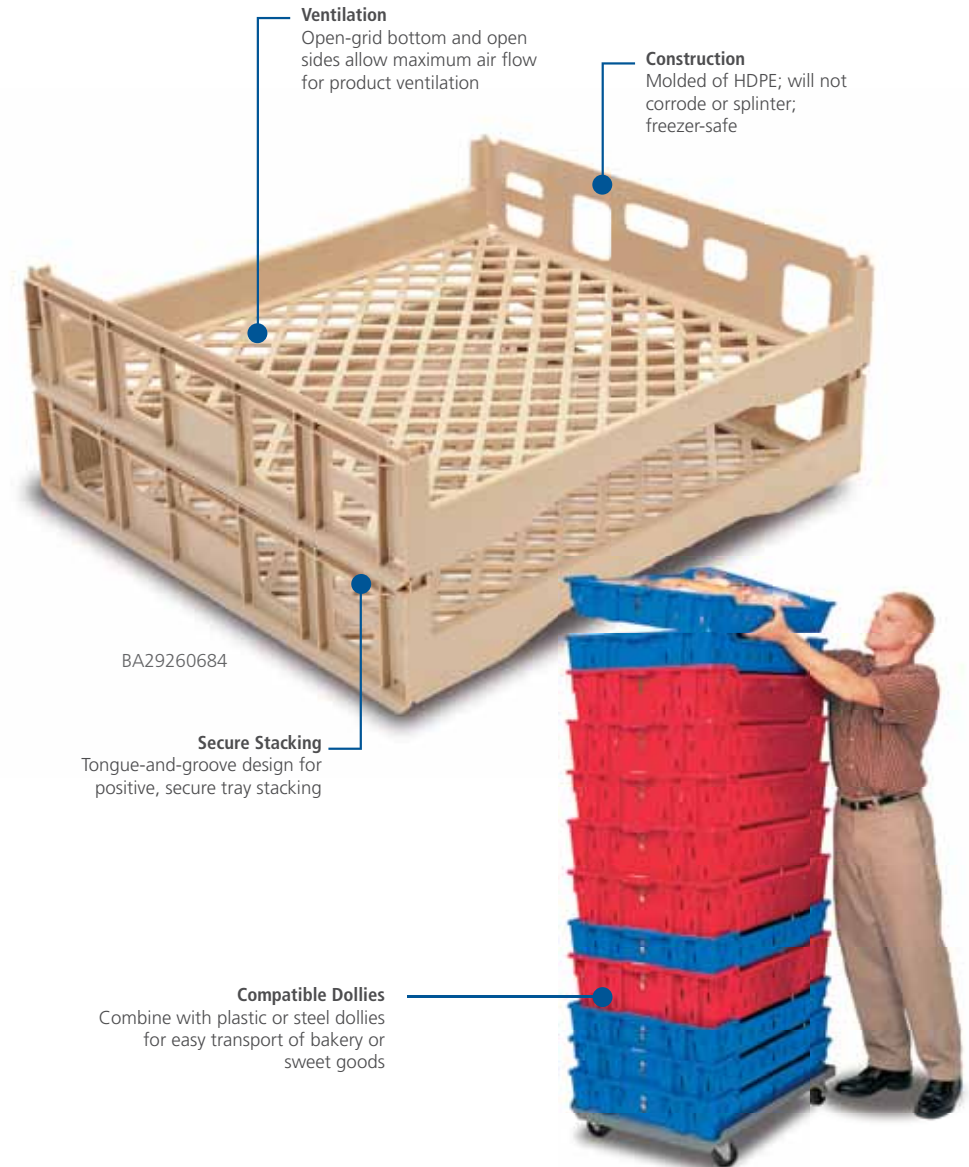 Ventilation
Open-grid bottom and open
sides allow maximum air flow
for product ventilation
Construction
Molded of HDPE; will not
corrode or splinter;
freezer-safe
BA29260684
Secure Stacking
Tongue-and-groove design for
positive, secure tray stacking
Compatible Dollies
Combine with plastic or steel dollies
for easy transport of bakery or
sweet goods